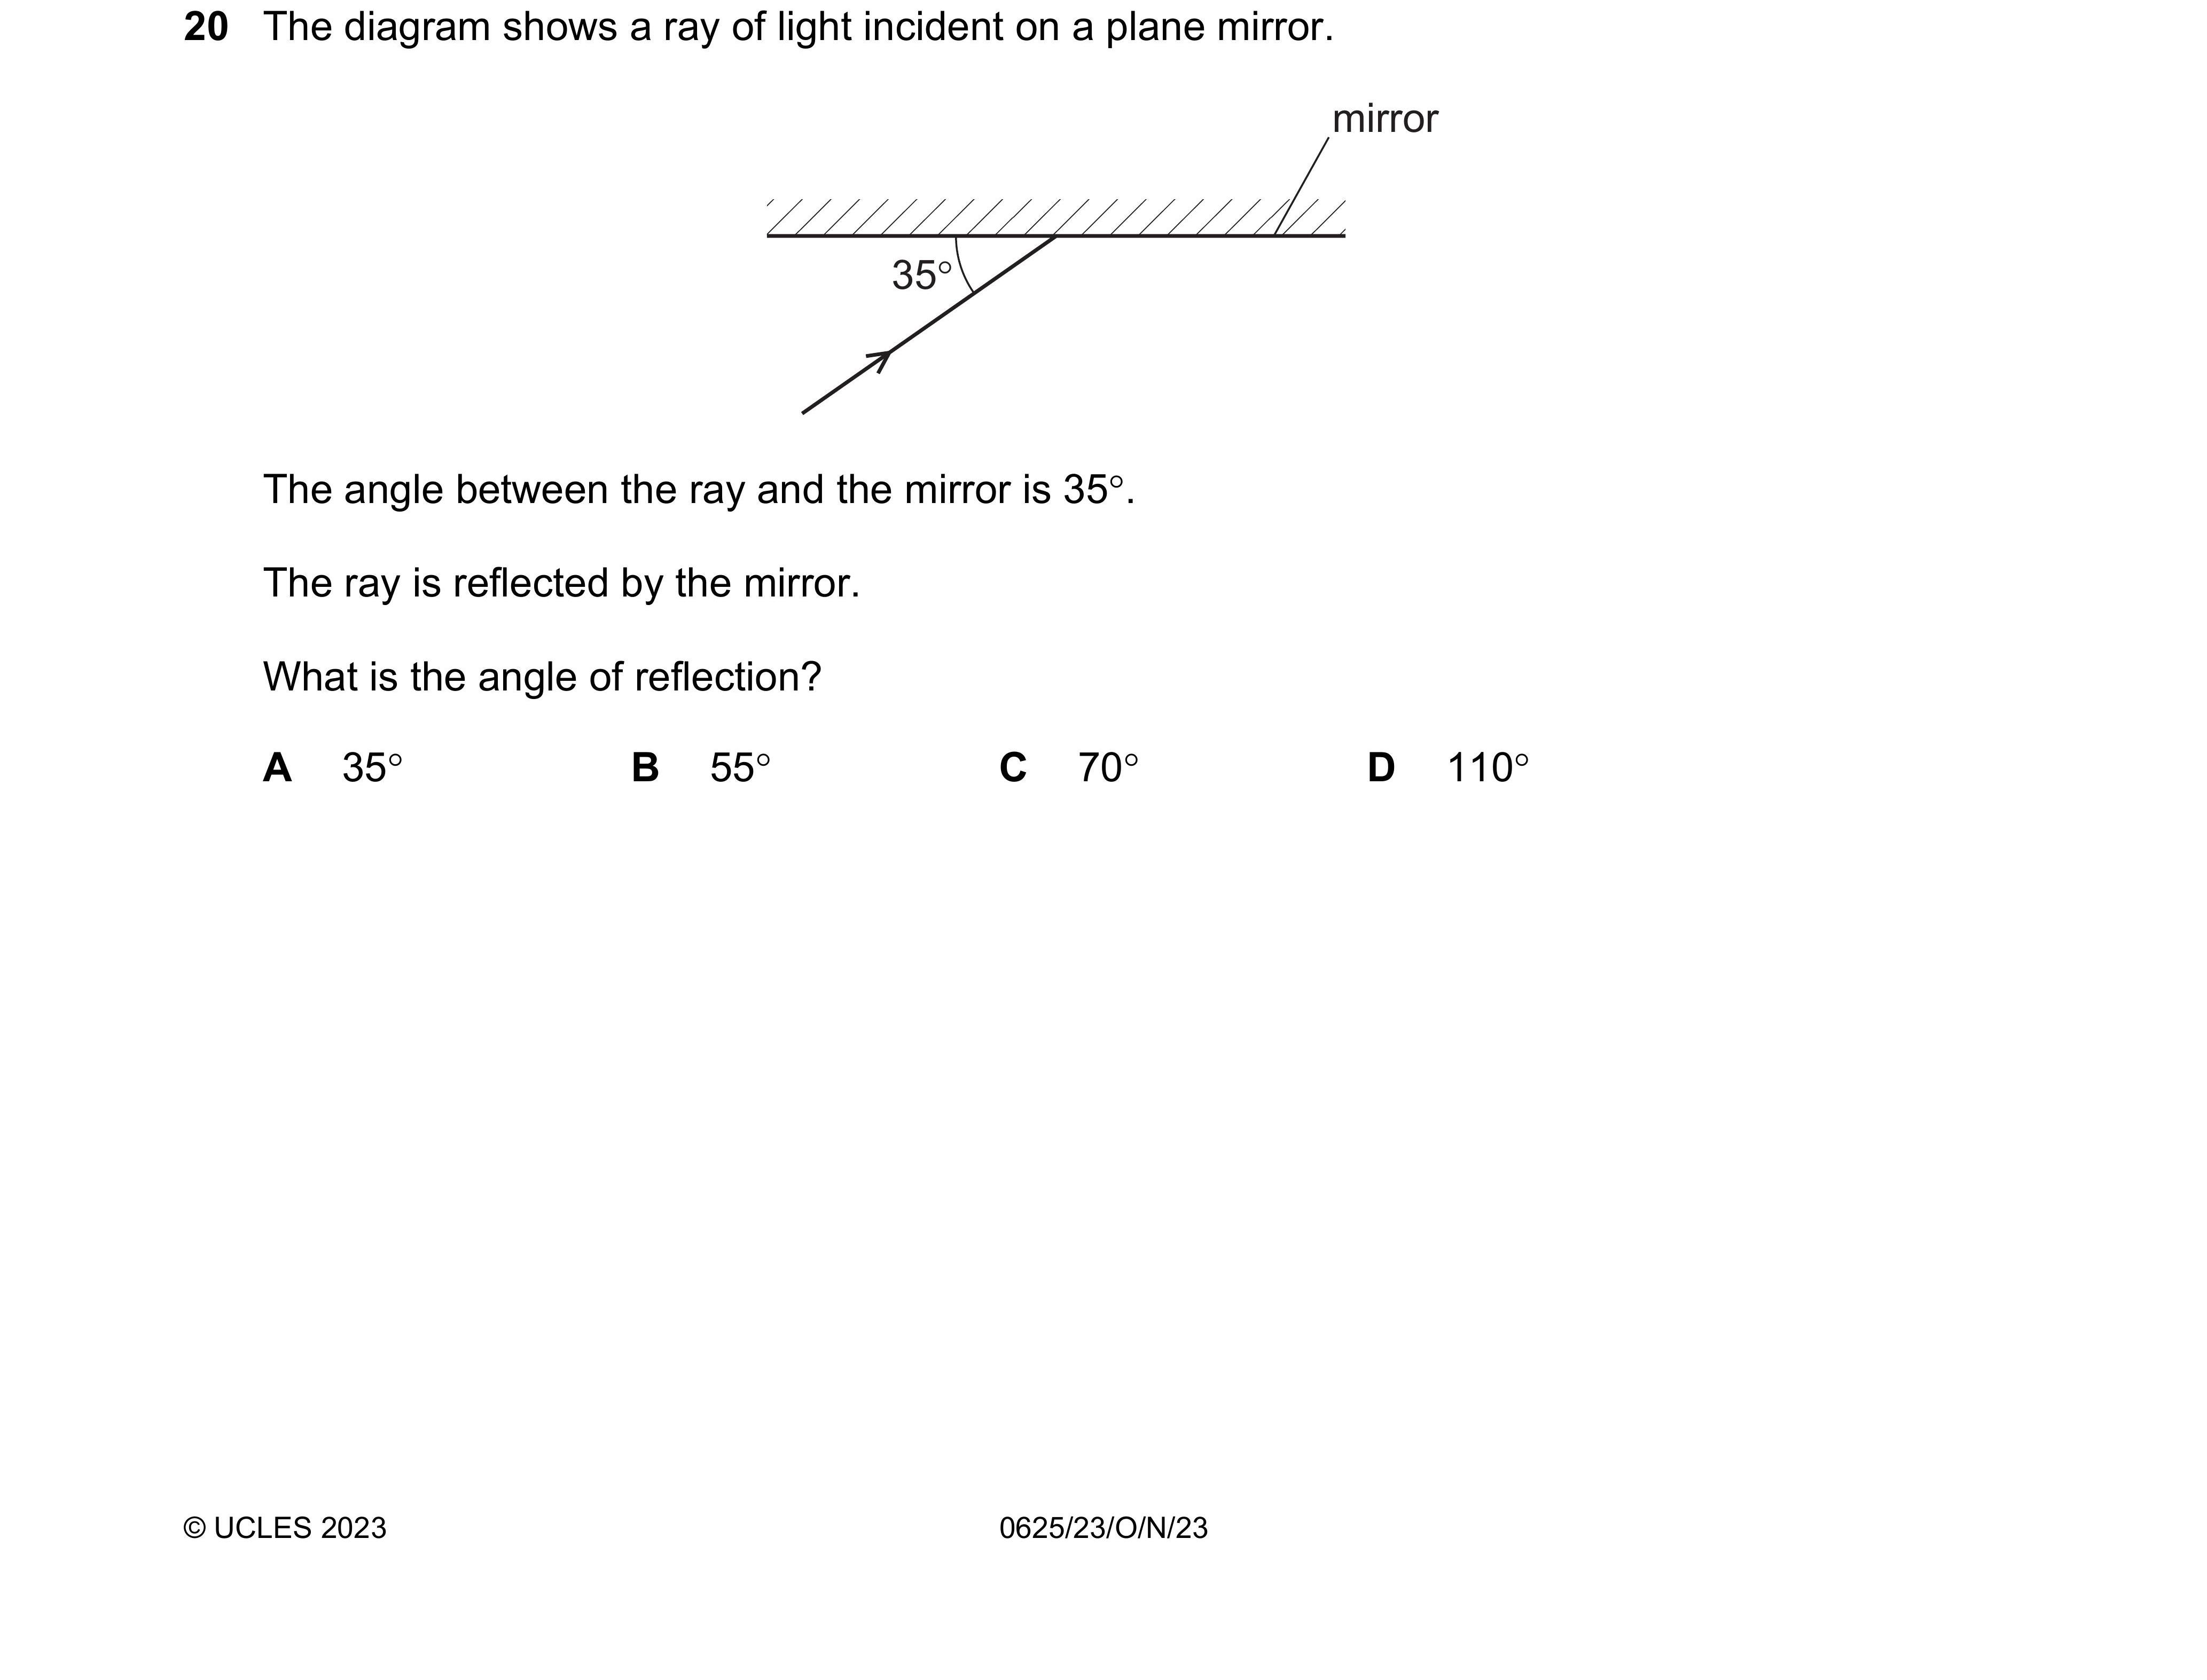 20 The diagram shows a ray of light incident on a plane mirror.
mirror
35°
The angle between the ray and the mirror is 35°.
The ray is reflected by the mirror.
What is the angle of reflection?
A 35° B 55° C 70° D 110°
© UCLES 2023 0625/23/O/N/23